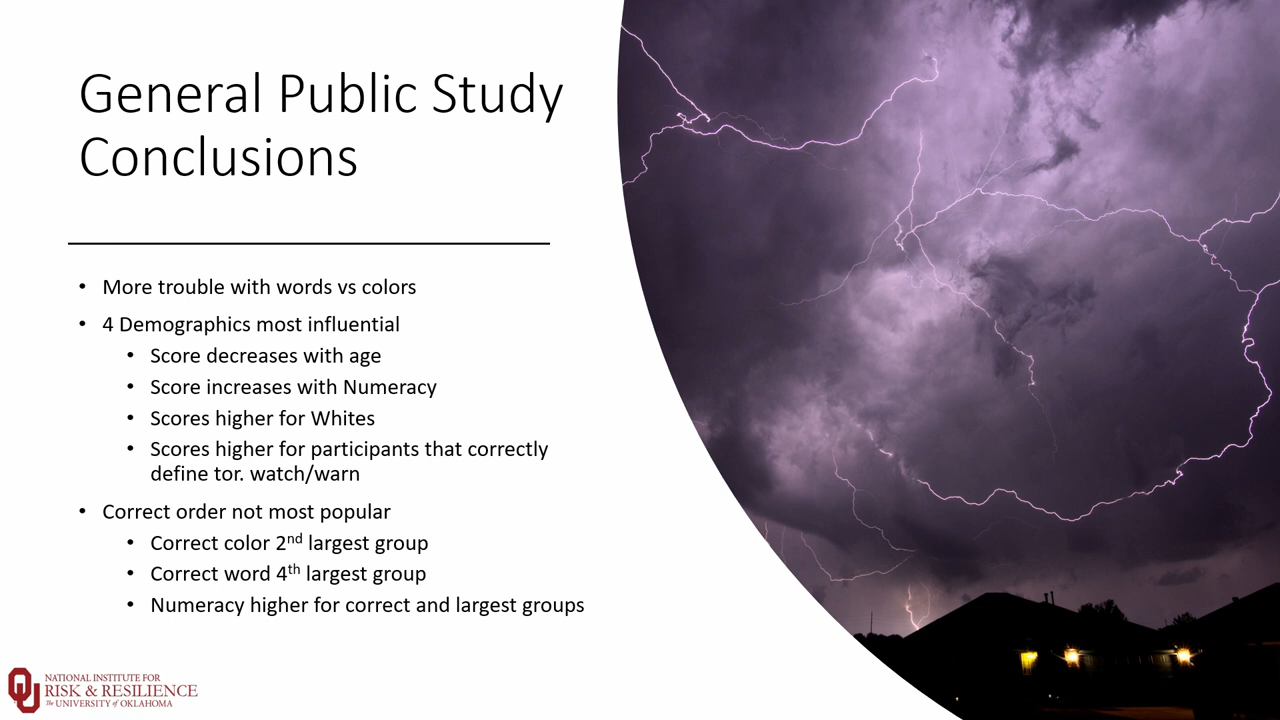 General Public Study
Conclusions
• More trouble with words vs colors
• 4 Demographics most influential
• Score decreases with age
• Score increases with Numeracy
• Scores higher for Whites
• Scores higher for participants that correctly
define tor. watch/warn
• Correct order not most popular
• Correct color 2nd largest group
• Correct word 4th largest group
• Numeracy higher for correct and largest groups
NATIONAL INSTITUTE FOR
RISK & RESILIENCE
The UNIVERSITY of OKLAHOMA